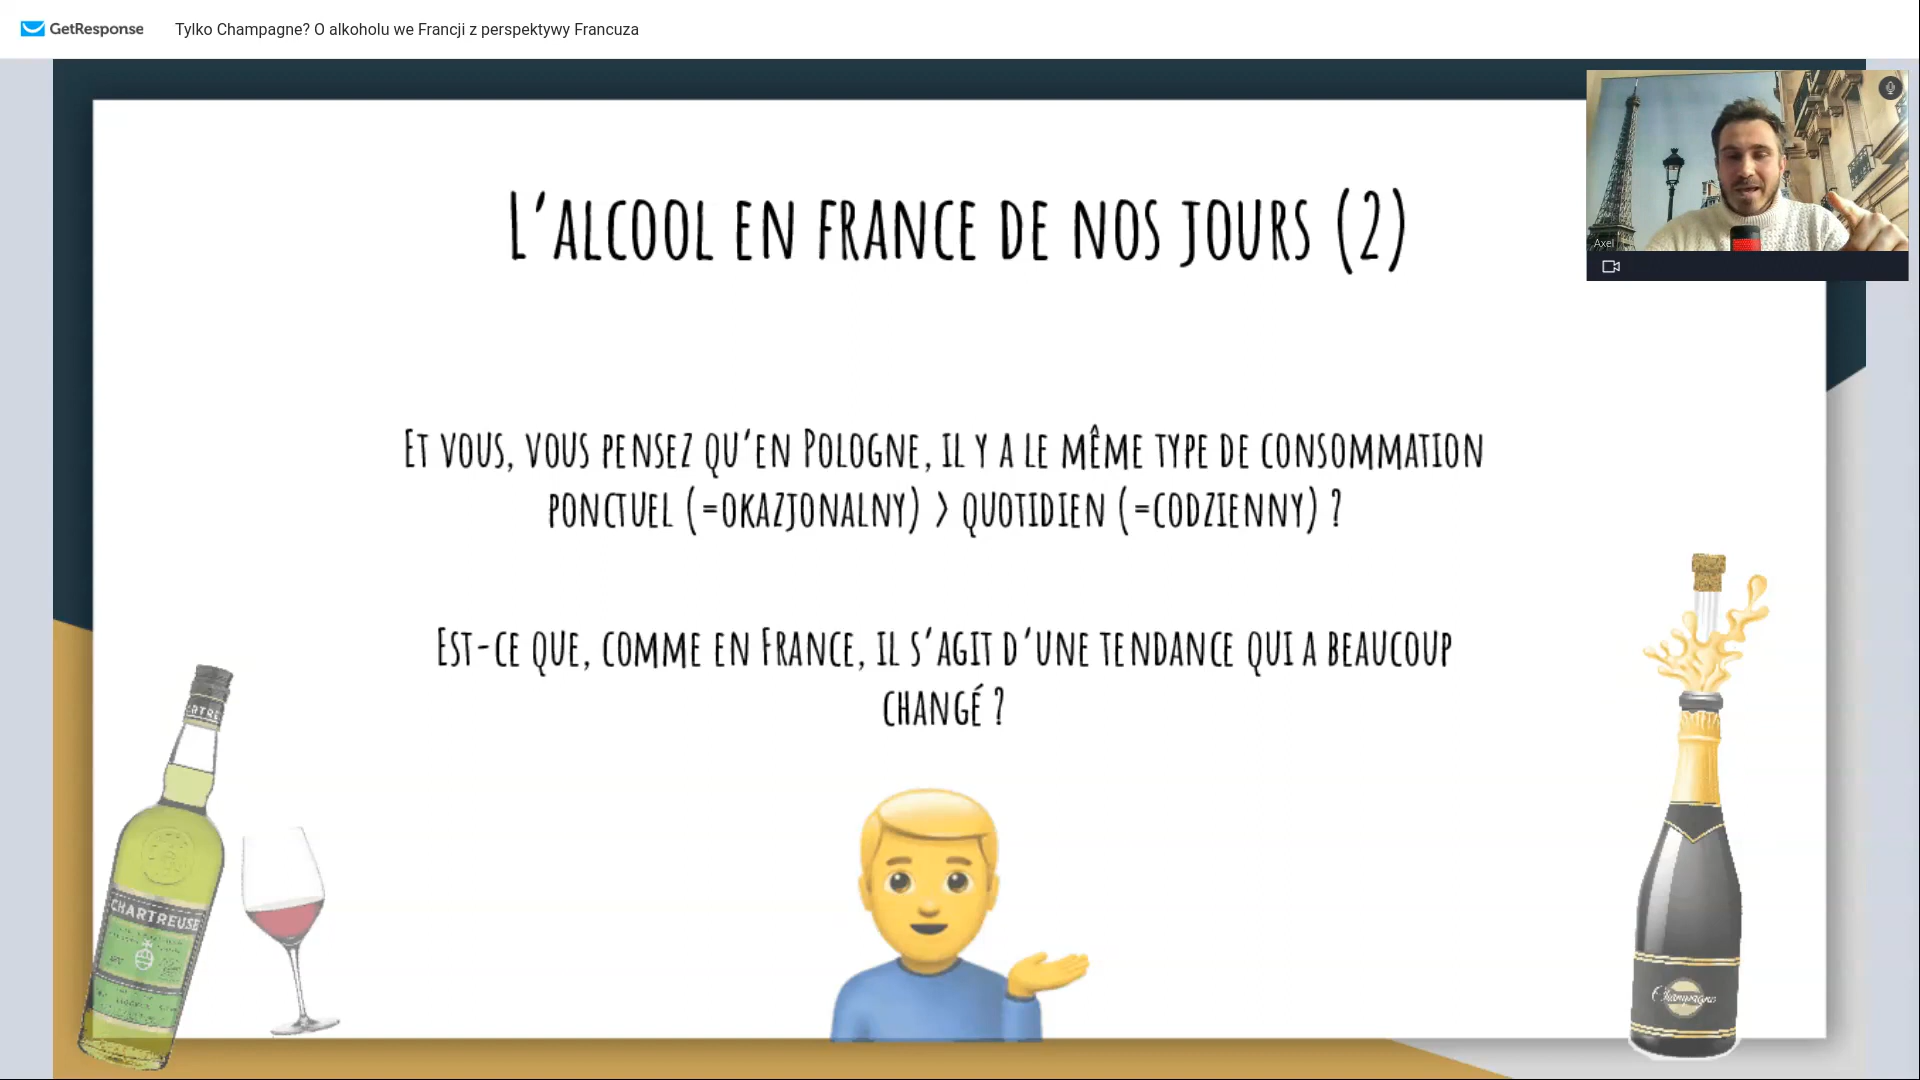 GetResponse
Tylko Champagne? O alkoholu we Francji z perspektywy Francuza
Axel
L'alcool en france de nos jours (2)
Et vous, vous pensez qu'en Pologne, il y a le même type de consommation
ponctuel (=okazjonalny) > quotidien (=codzienny) ?
Est-ce que, comme en France, il s'agit d'une tendance qui a beaucoup
changé ?
CHARTREUSE
Champagne